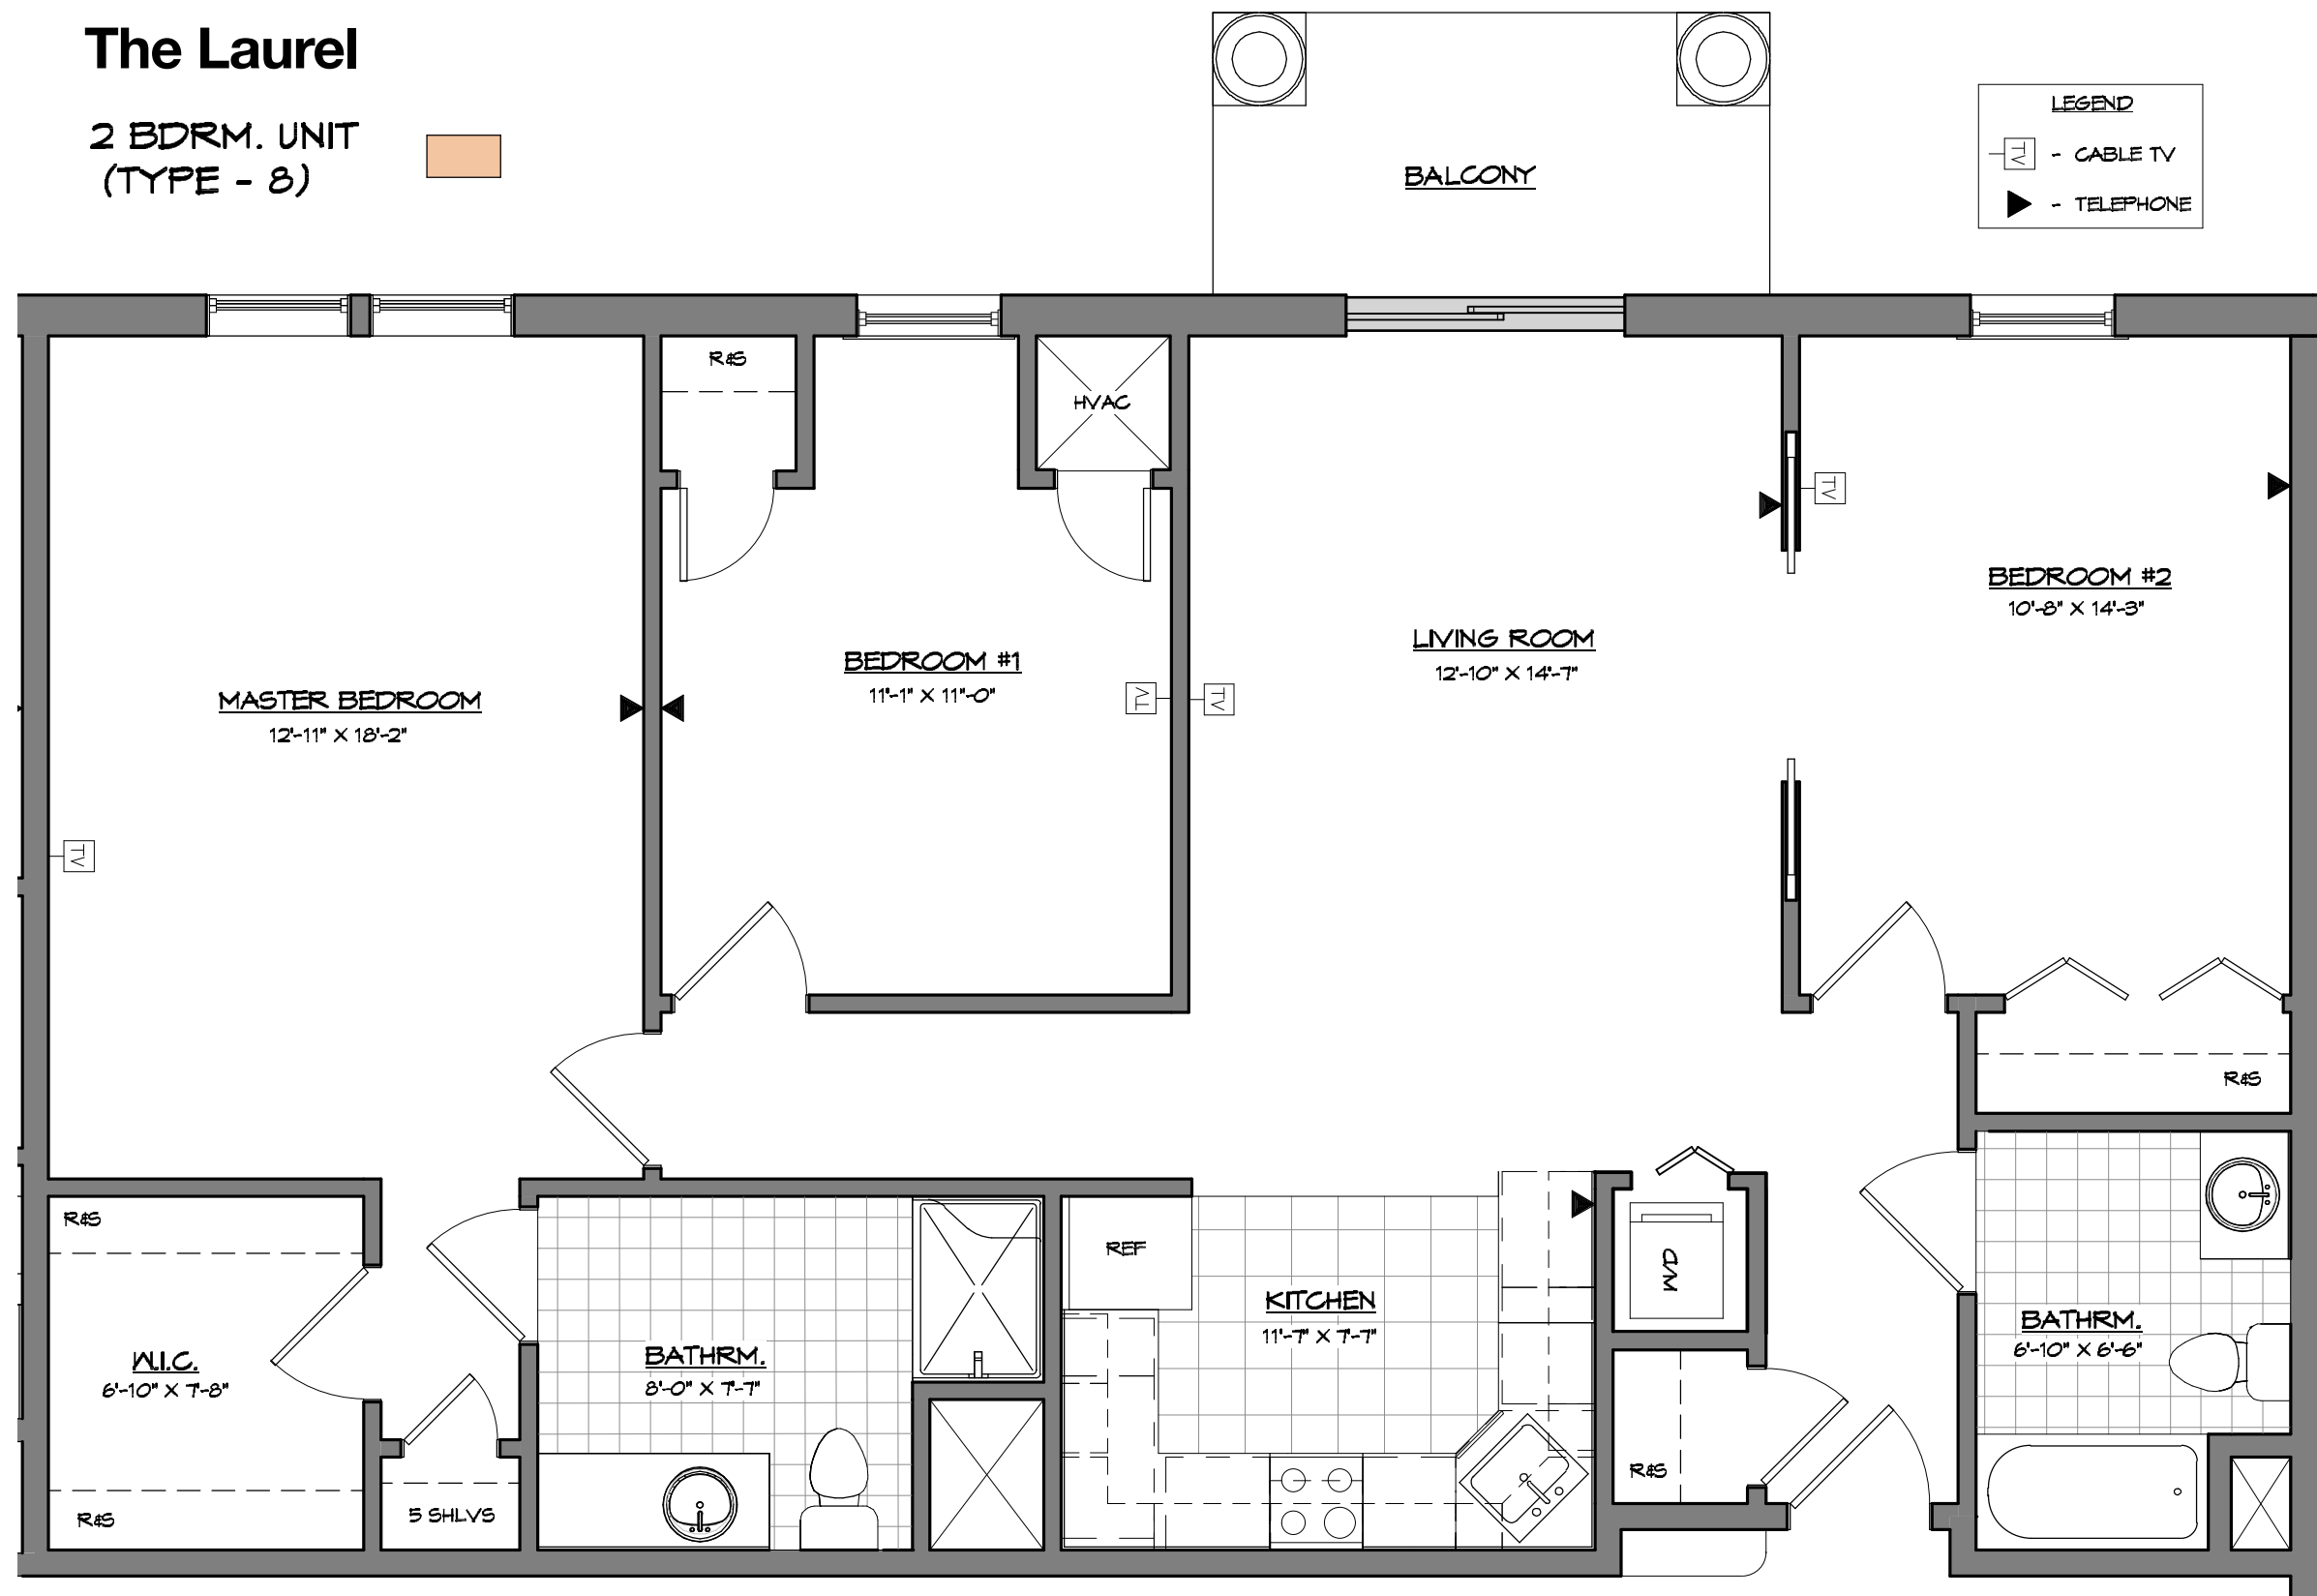 The Laurel
2 BDRM. UNIT
(TYPE - 8)
LEGEND
TV - CABLE TV
- TELEPHONE
BALCONY
R&S
HVAC
TV
BEDROOM #2
10'-8" X 14'-3"
LIVING ROOM
12'-10" X 14'-7"
BEDROOM #1
11'-1" X 11"-0"
TV
TV
MASTER BEDROOM
12'-11" X 18'-2"
TV
R&S
R&S
REF
W/D
KITCHEN
11'-7" X 7'-7"
BATHRM.
6'-10" X 6'-6"
BATHRM.
8'-0" X 7'-7"
W.I.C.
6'-10" X 7'-8"
R&S
R&S
5 SHLVS